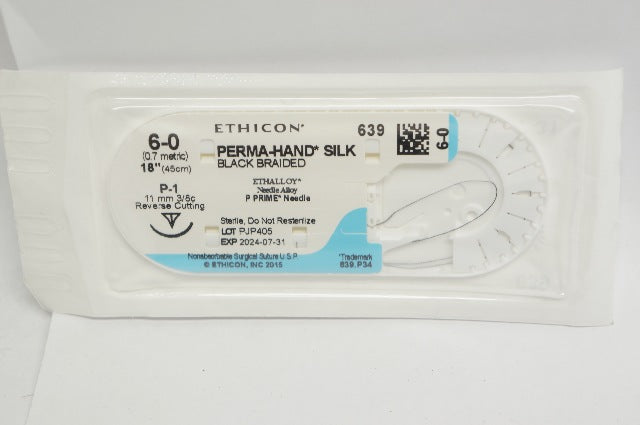 ETHICON*
639
6-0
6-0
(0.7 metric)
18" (45cm)
PERMA-HAND* SILK
BLACK BRAIDED
P-1
11 mm 3/8c
Reverse Cutting
ETHALLOY*
Needle Alloy
P PRIME* Needle
Sterile, Do Not Resterilize
LOT PJP405
EXP 2024-07-31
Nonabsorbable Surgical Suture U.S.P.
© ETHICON, INC 2015
*Trademark
639.P34